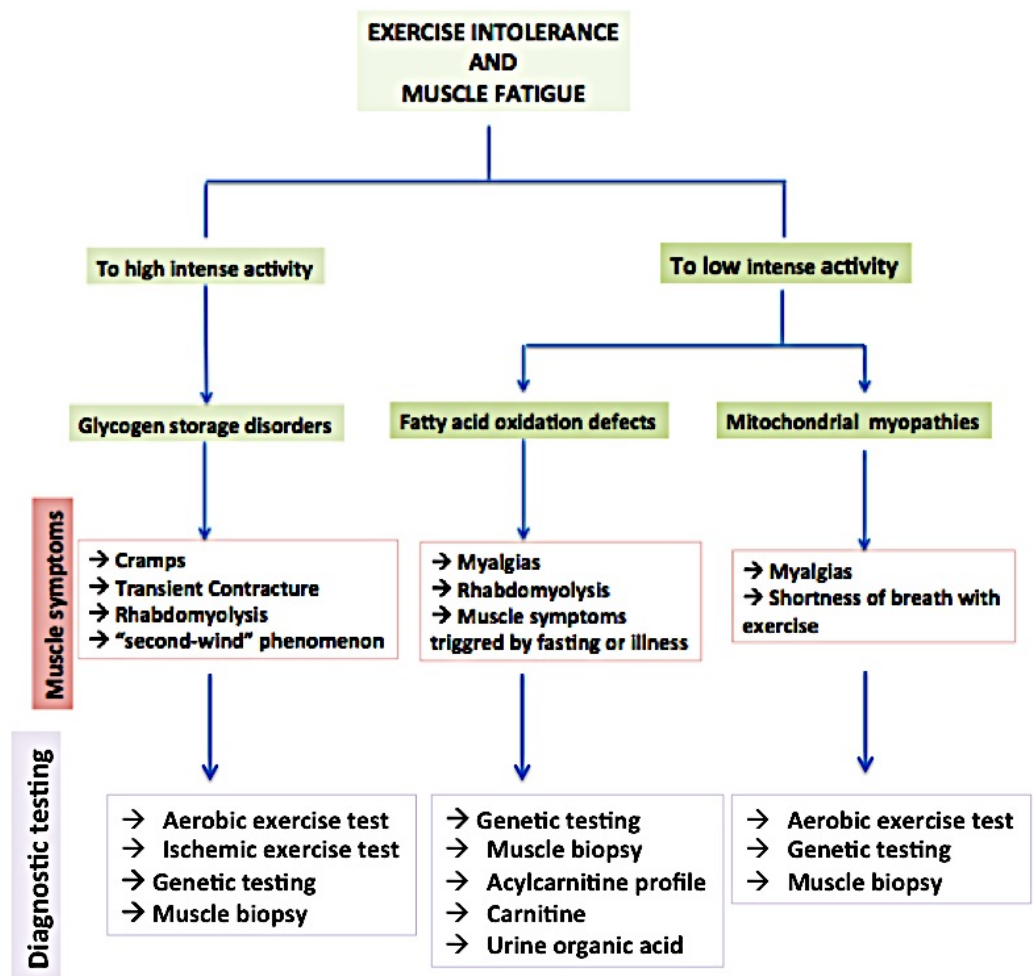 EXERCISE INTOLERANCE
AND
MUSCLE FATIGUE
To high intense activity
To low intense activity
Glycogen storage disorders
Fatty acid oxidation defects
Mitochondrial myopathies
Muscle symptoms
→ Cramps
→ Transient Contracture
→ Rhabdomyolysis
→ “second-wind” phenomenon
→ Myalgias
→ Rhabdomyolysis
→ Muscle symptoms
triggred by fasting or illness
→ Myalgias
→ Shortness of breath with
exercise
Diagnostic testing
→ Aerobic exercise test
→ Ischemic exercise test
→ Genetic testing
→ Muscle biopsy
→ Genetic testing
→ Muscle biopsy
→ Acylcarnitine profile
→ Carnitine
→ Urine organic acid
→ Aerobic exercise test
→ Genetic testing
→ Muscle biopsy